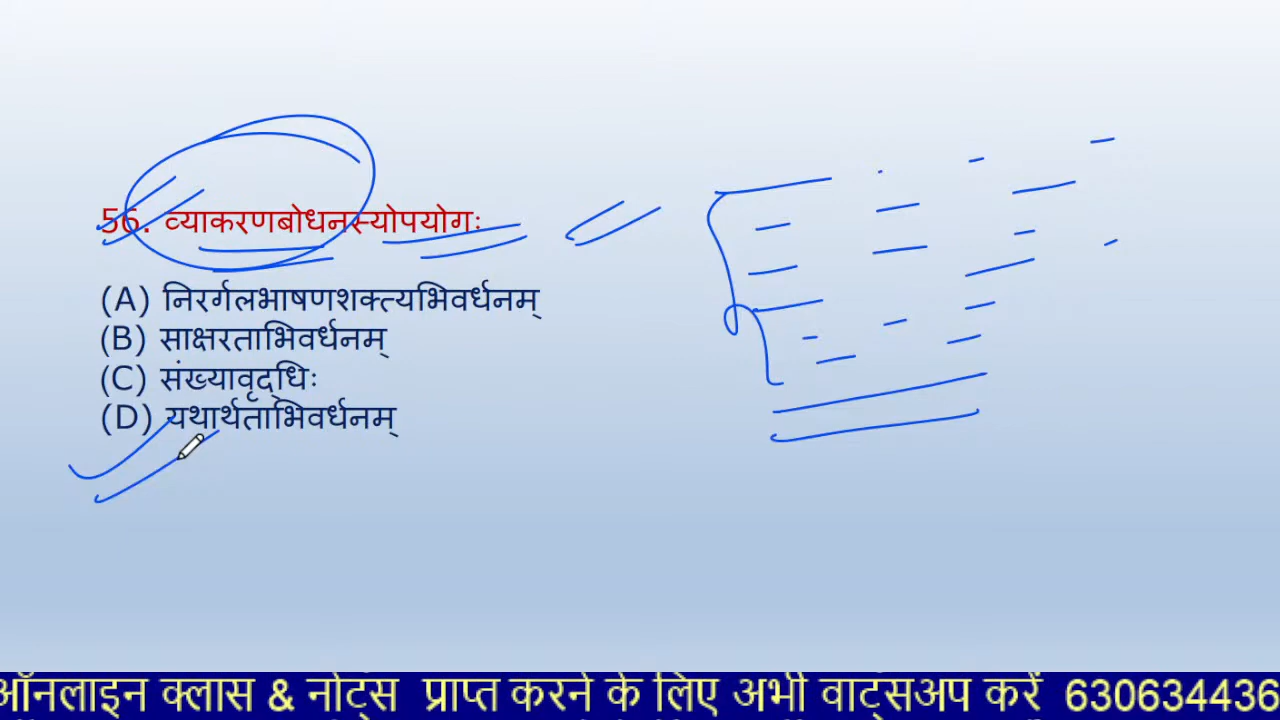 56. व्याकरणबोधनस्योपयोगः
(A) निरर्गलभाषणशक्त्यभिवर्धनम्
(B) साक्षरताभिवर्धनम्
(C) संख्यावृद्धिः
(D) यथार्थताभिवर्धनम्
ऑनलाइन क्लास & नोट्स प्राप्त करने के लिए अभी वाट्सअप करें 630634436